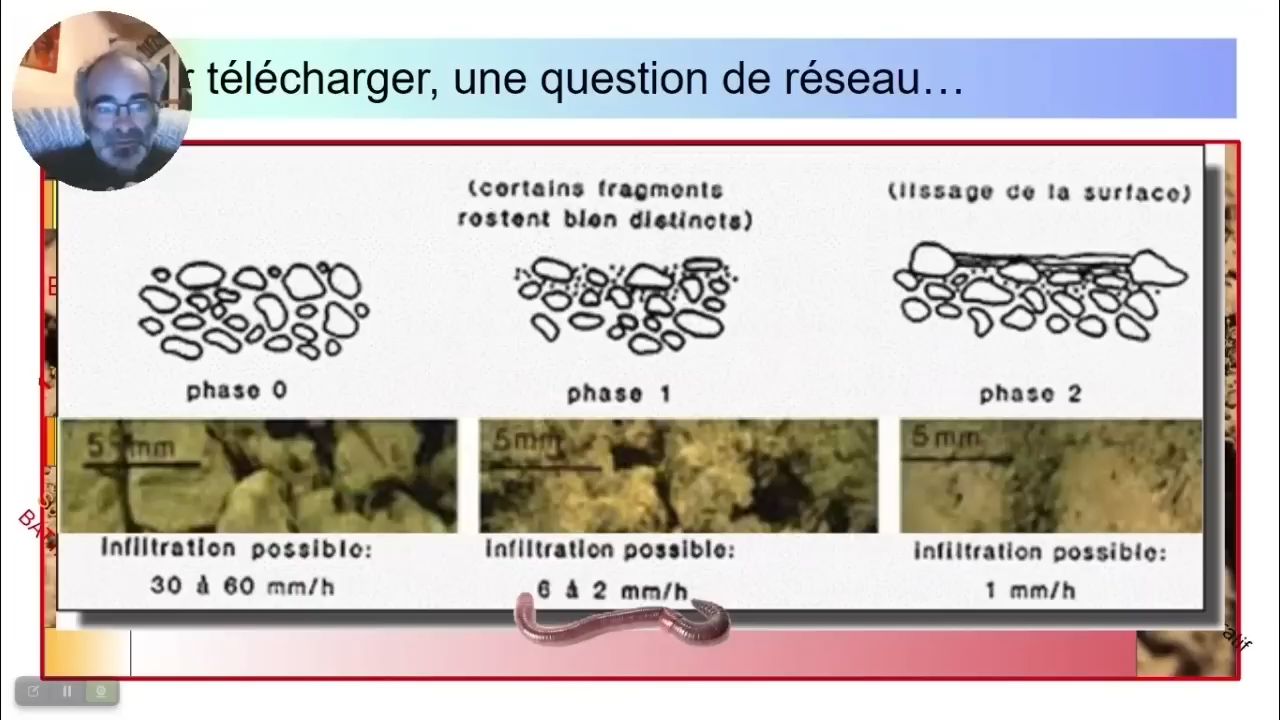 r télécharger, une question de réseau…
(certains fragments
restent bien distincts)
(lissage de la surface)
phase 0
phase 1
phase 2
5 mm
5mm
5mm
Infiltration possible:
30 à 60 mm/h
infiltration possible:
6 à 2 mm/h
infiltration possible:
1 mm/h